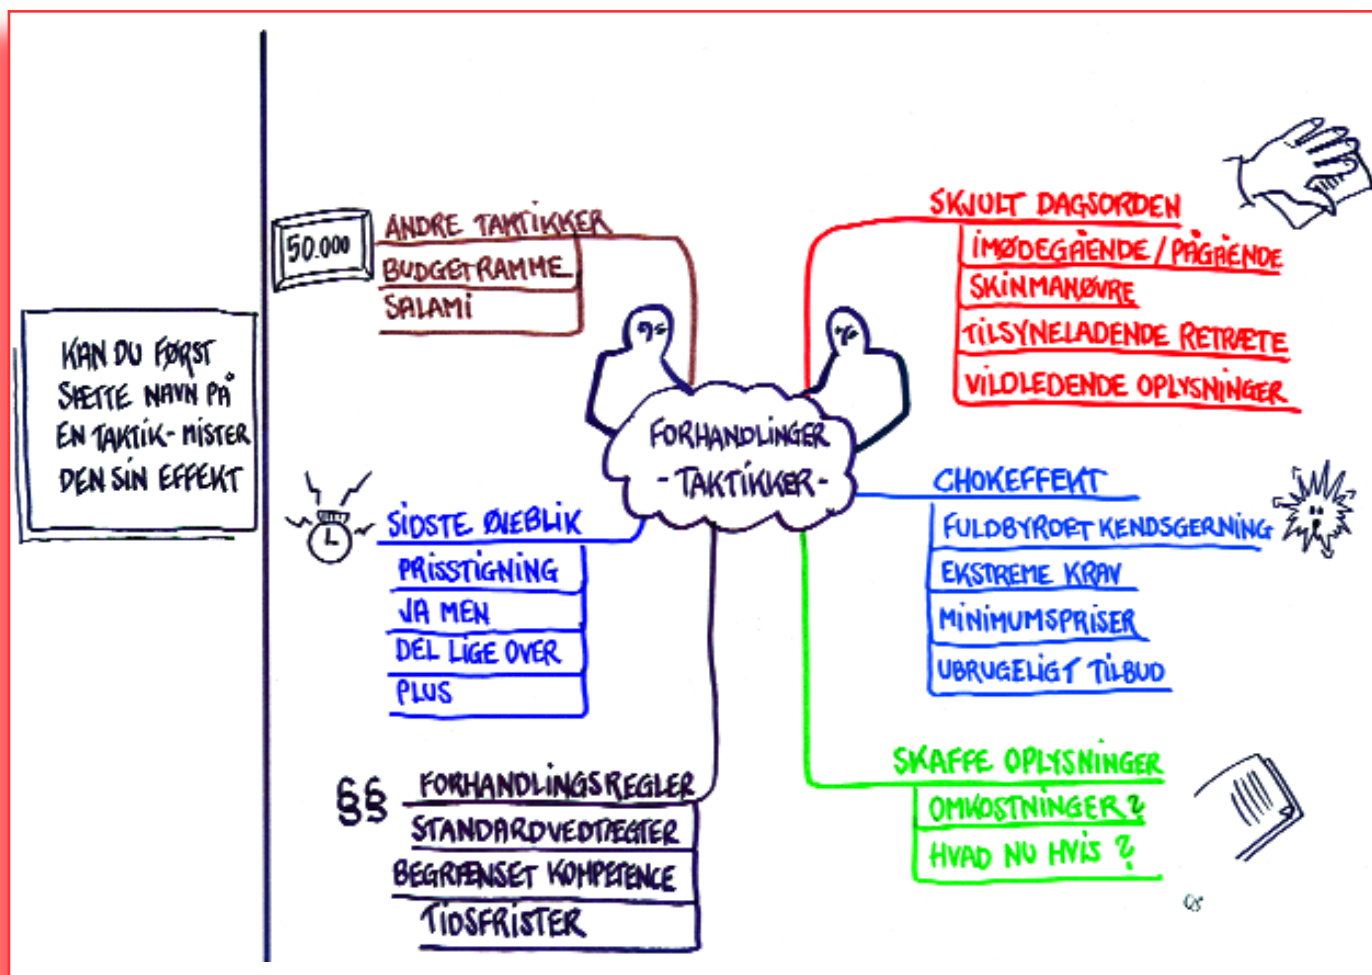 KAN DU FØRST
SÆTTE NAVN PÅ
EN TAKTIK - MISTER
DEN SIN EFFEKT
50.000
ANDRE TAKTIKKER
BUDGETRAMME
SALAMI
SIDSTE ØJEBLIK
PRISSTIGNING
JA MEN
DEL LIGE OVER
PLUS
§§
FORHANDLINGSREGLER
STANDARDVEDTÆGTER
BEGRÆNSET KOMPETENCE
TIDSFRISTER
FORHANDLINGER
- TAKTIKKER -
SKJULT DAGSORDEN
IMØDEGÅENDE / PÅGÅENDE
SKINMANØVRE
TILSYNELADENDE RETRÆTE
VILDLEDENDE OPLYSNINGER
CHOKEFFEKT
FULDBYRDET KENDSGERNING
EKSTREME KRAV
MINIMUMSPRISER
UBRUGELIGT TILBUD
SKAFFE OPLYSNINGER
OMKOSTNINGER?
HVAD NU HVIS ?